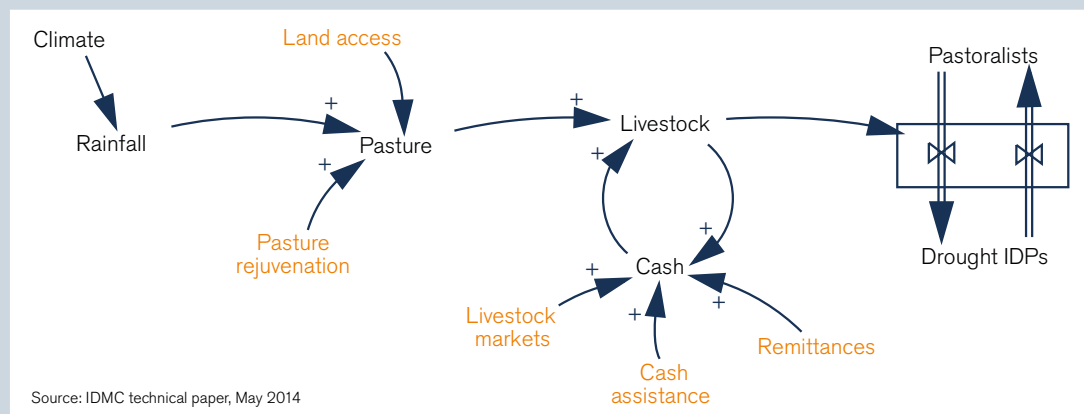 Climate
Land access
Pastoralists
+
+
Rainfall
Pasture
Livestock
+
+
Pasture
rejuvenation
+
Drought IDPs
Cash
+
+
+
Livestock
markets
Remittances
Cash
assistance
Source: IDMC technical paper, May 2014